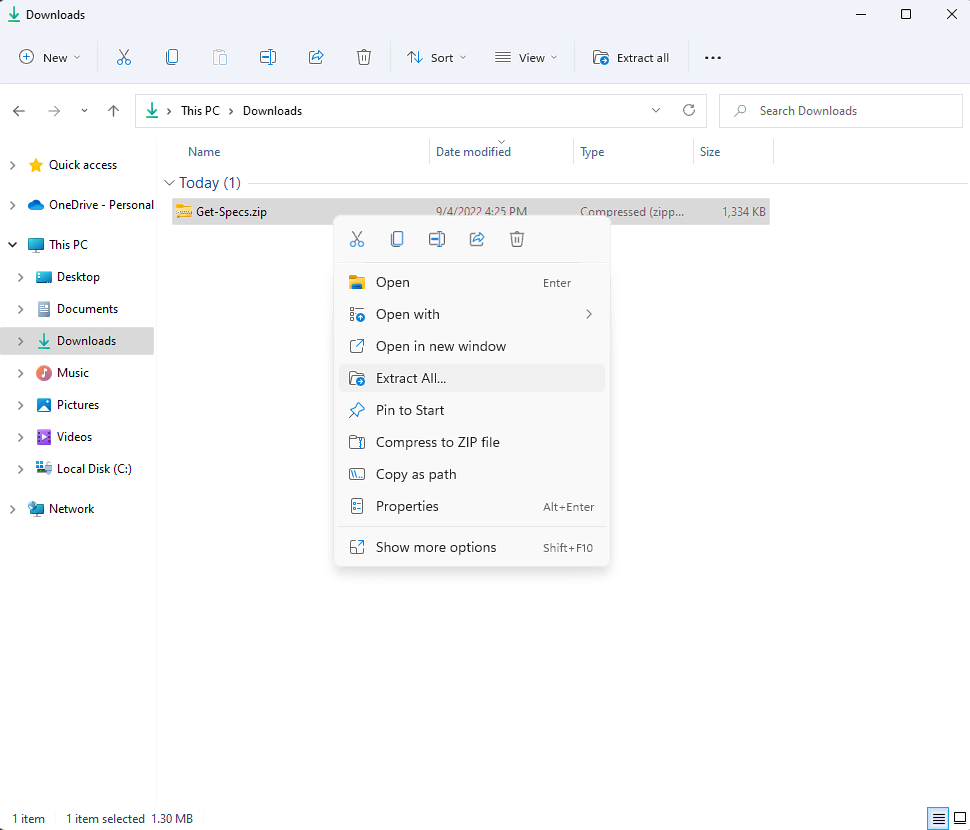 Downloads
New Sort View Extract all
This PC Downloads Search Downloads
Name Date modified Type Size
Quick access
OneDrive - Personal
This PC
Desktop
Documents
Downloads
Music
Pictures
Videos
Local Disk (C:)
Network
Today (1)
Get-Specs.zip 9/4/2022 4:25 PM Compressed (zipp... 1,334 KB
Open Enter
Open with
Open in new window
Extract All...
Pin to Start
Compress to ZIP file
Copy as path
Properties Alt+Enter
Show more options Shift+F10
1 item 1 item selected 1.30 MB